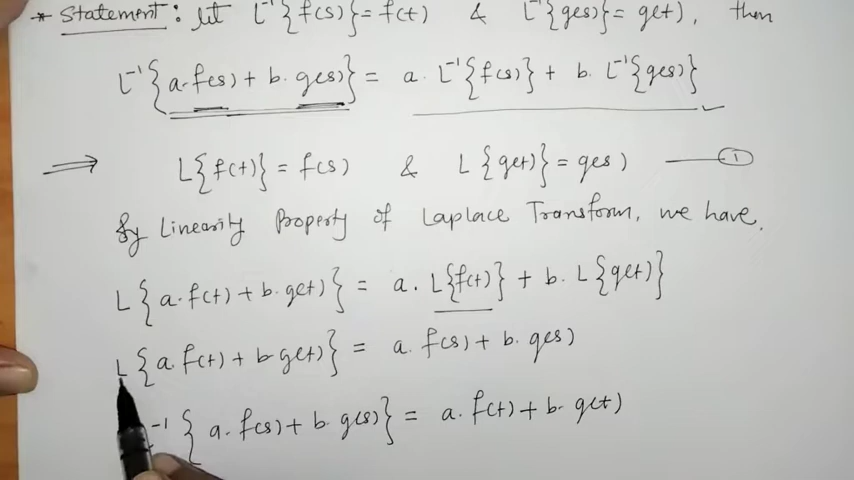 * Statement: let L⁻¹{f(s)} = f(t) & L⁻¹{g(s)} = g(t), then
L⁻¹{a.f(s) + b.g(s)} = a. L⁻¹{f(s)} + b. L⁻¹{g(s)}
⟹ L{f(t)} = f(s) & L{g(t)} = g(s) —— ①
By Linearity Property of Laplace Transform, we have,
L{a.f(t) + b.g(t)} = a. L{f(t)} + b. L{g(t)}
L{a.f(t) + b g(t)} = a. f(s) + b. g(s)
⁻¹{a. f(s) + b. g(s)} = a. f(t) + b. g(t)